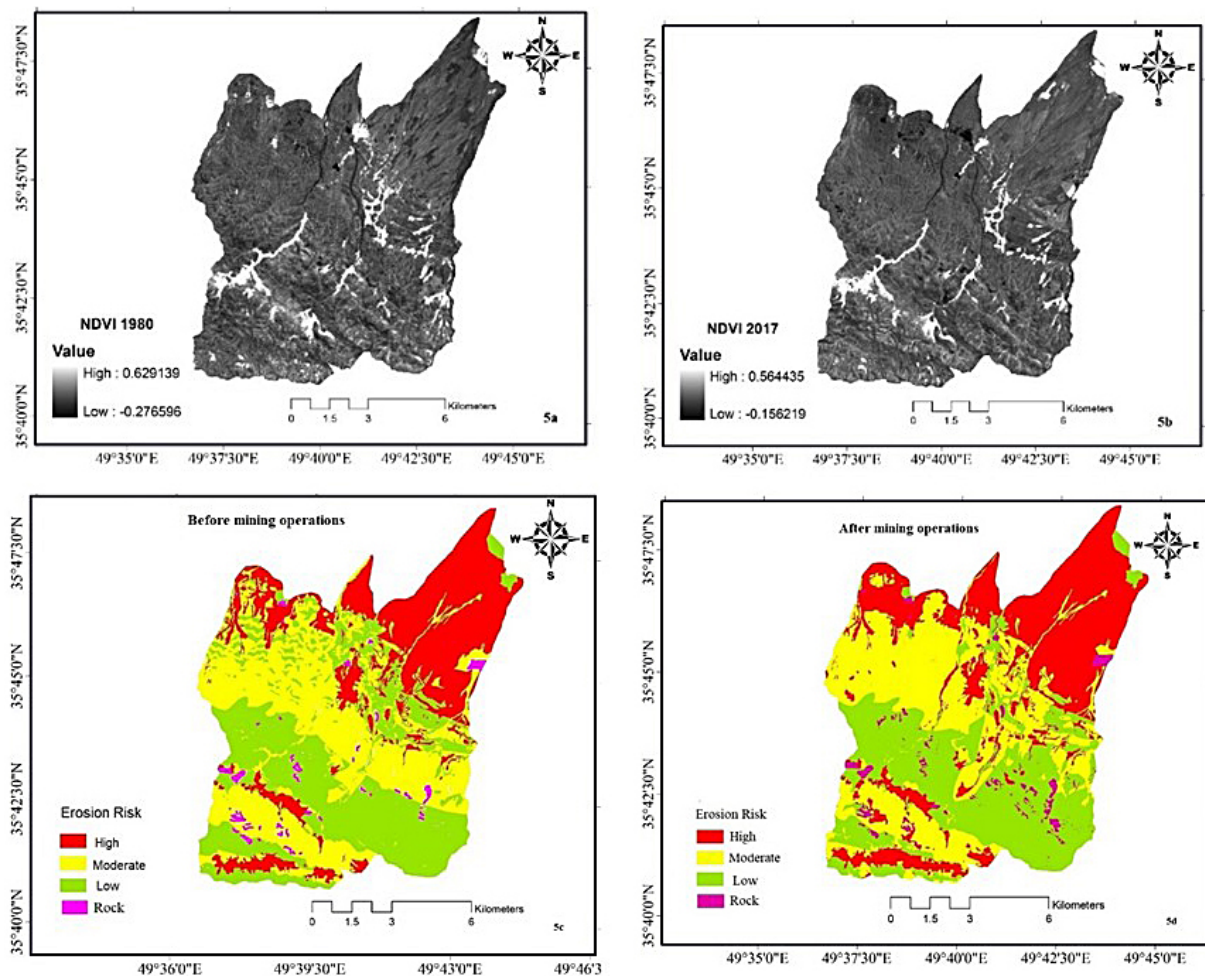 N
W E
S
35°47'30"N
35°45'0"N
35°42'30"N
35°40'0"N
NDVI 1980
Value
High : 0.629139
Low : -0.276596
5a
Kilometers
0 1.5 3 6
49°35'0"E 49°37'30"E 49°40'0"E 49°42'30"E 49°45'0"E
N
W E
S
35°47'30"N
35°45'0"N
35°42'30"N
35°40'0"N
NDVI 2017
Value
High : 0.564435
Low : -0.156219
5b
Kilometers
0 1.5 3 6
49°35'0"E 49°37'30"E 49°40'0"E 49°42'30"E 49°45'0"E
Before mining operations
N
W E
S
35°47'30"N
35°45'0"N
35°42'30"N
35°40'0"N
Erosion Risk
High
Moderate
Low
Rock
Kilometers
0 1.5 3 6
5c
49°36'0"E 49°39'30"E 49°43'0"E 49°46'3
After mining operations
N
W E
S
35°47'30"N
35°45'0"N
35°42'30"N
35°40'0"N
Erosion Risk
High
Moderate
Low
Rock
Kilometers
0 1.5 3 6
5d
49°35'0"E 49°37'30"E 49°40'0"E 49°42'30"E 49°45'0"E